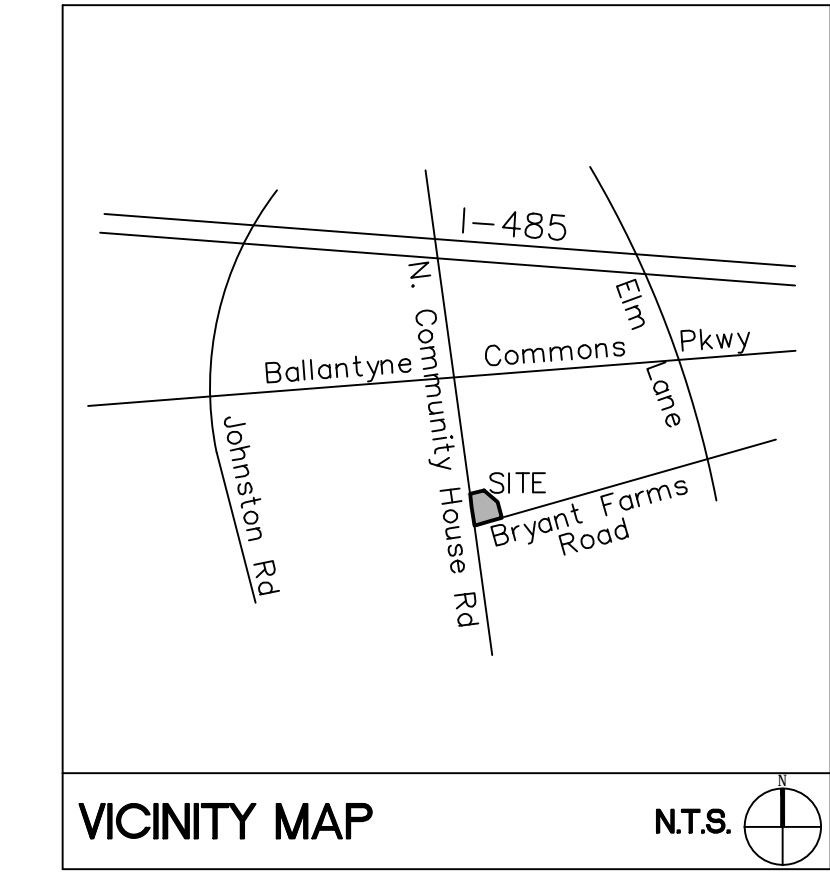 I-485
N. Community House Rd
Elm Lane
Ballantyne Commons Pkwy
Johnston Rd
SITE
Bryant Farms
Road
VICINITY MAP
N.T.S.
N